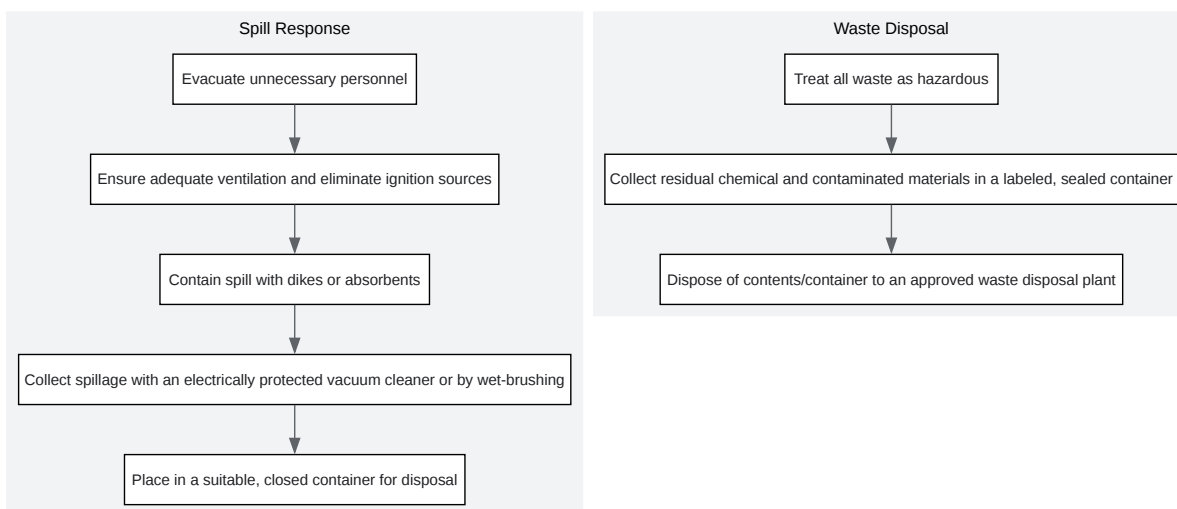 Spill Response
Evacuate unnecessary personnel
Ensure adequate ventilation and eliminate ignition sources
Contain spill with dikes or absorbents
Collect spillage with an electrically protected vacuum cleaner or by wet-brushing
Place in a suitable, closed container for disposal
Waste Disposal
Treat all waste as hazardous
Collect residual chemical and contaminated materials in a labeled, sealed container
Dispose of contents/container to an approved waste disposal plant